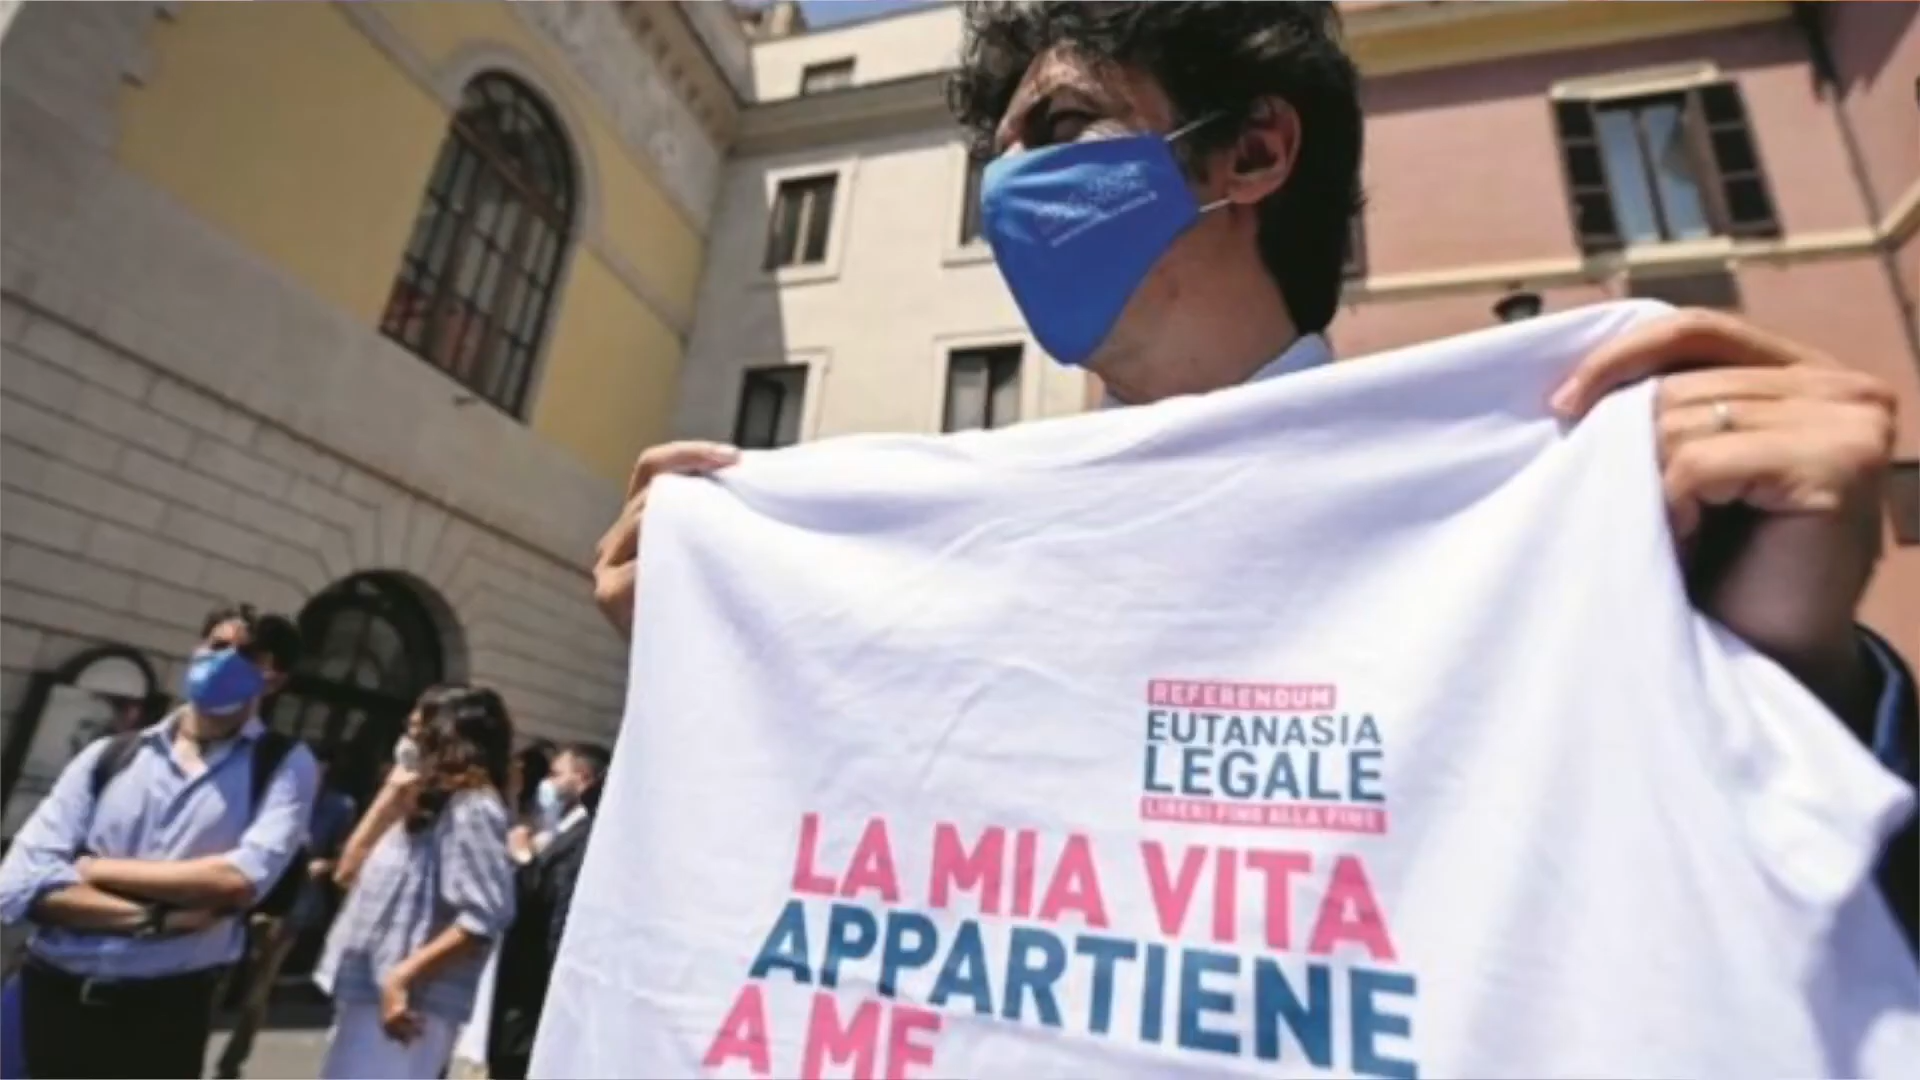 REFERENDUM
EUTANASIA
LEGALE
LIBERI FINO ALLA FINE
LA MIA VITA
APPARTIENE
A ME